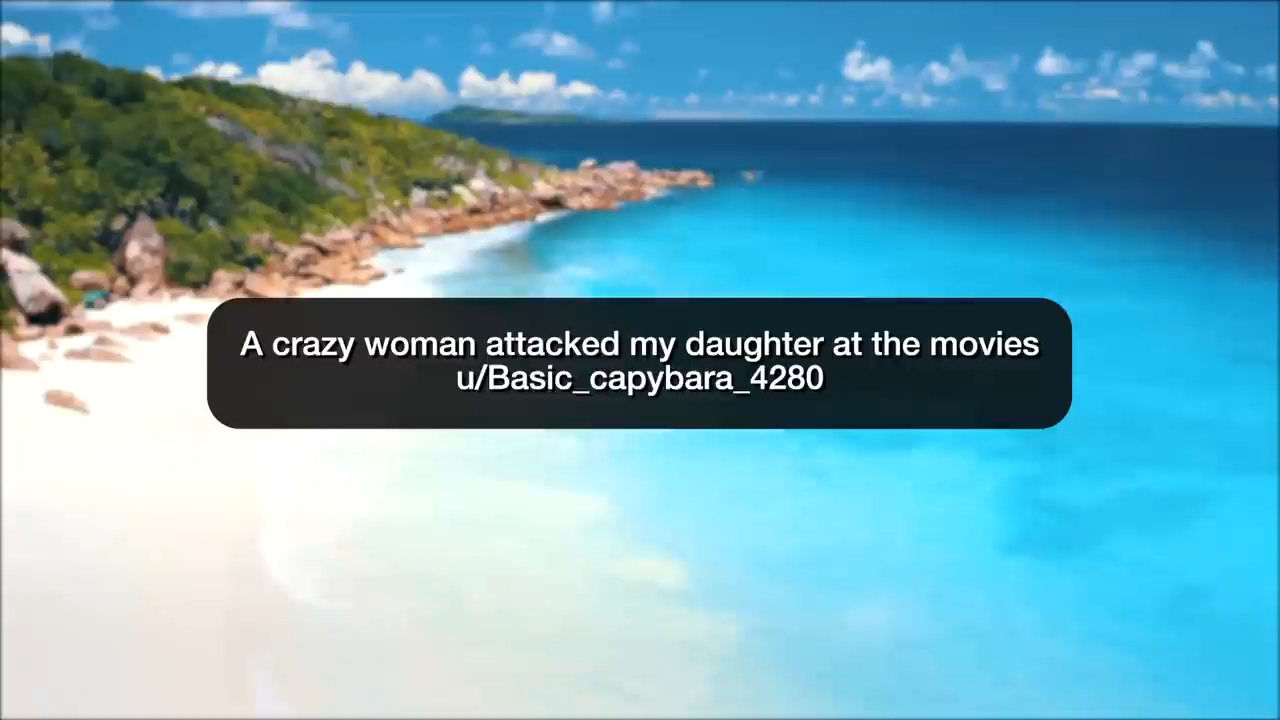 A crazy woman attacked my daughter at the movies
u/Basic_capybara_4280